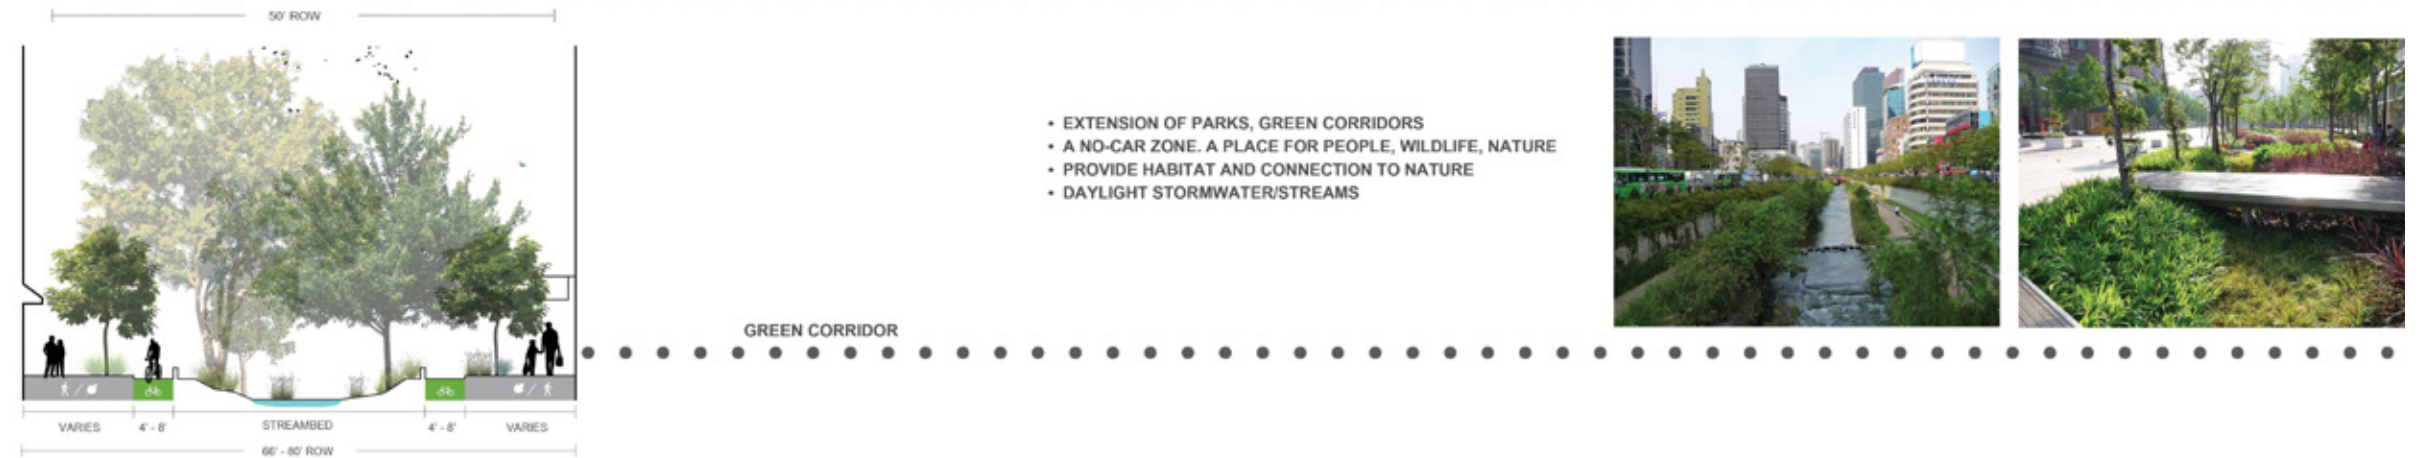 50' ROW
• EXTENSION OF PARKS, GREEN CORRIDORS
• A NO-CAR ZONE. A PLACE FOR PEOPLE, WILDLIFE, NATURE
• PROVIDE HABITAT AND CONNECTION TO NATURE
• DAYLIGHT STORMWATER/STREAMS
GREEN CORRIDOR
VARIES 4' - 8' STREAMBED 4' - 8' VARIES
66' - 80' ROW